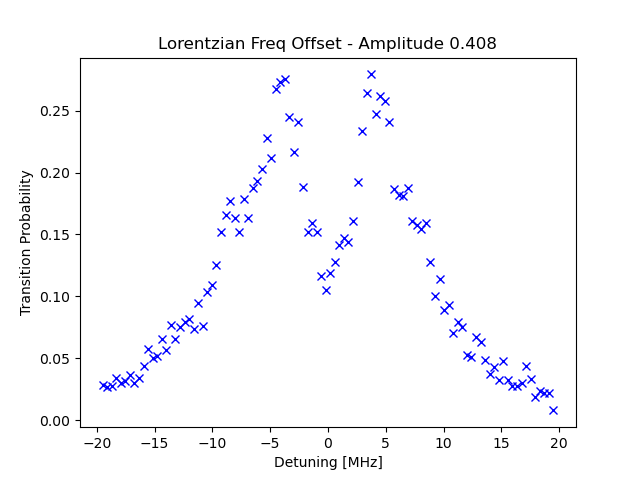 Lorentzian Freq Offset - Amplitude 0.408
Transition Probability
0.25
0.20
0.15
0.10
0.05
0.00
−20 −15 −10 −5 0 5 10 15 20
Detuning [MHz]